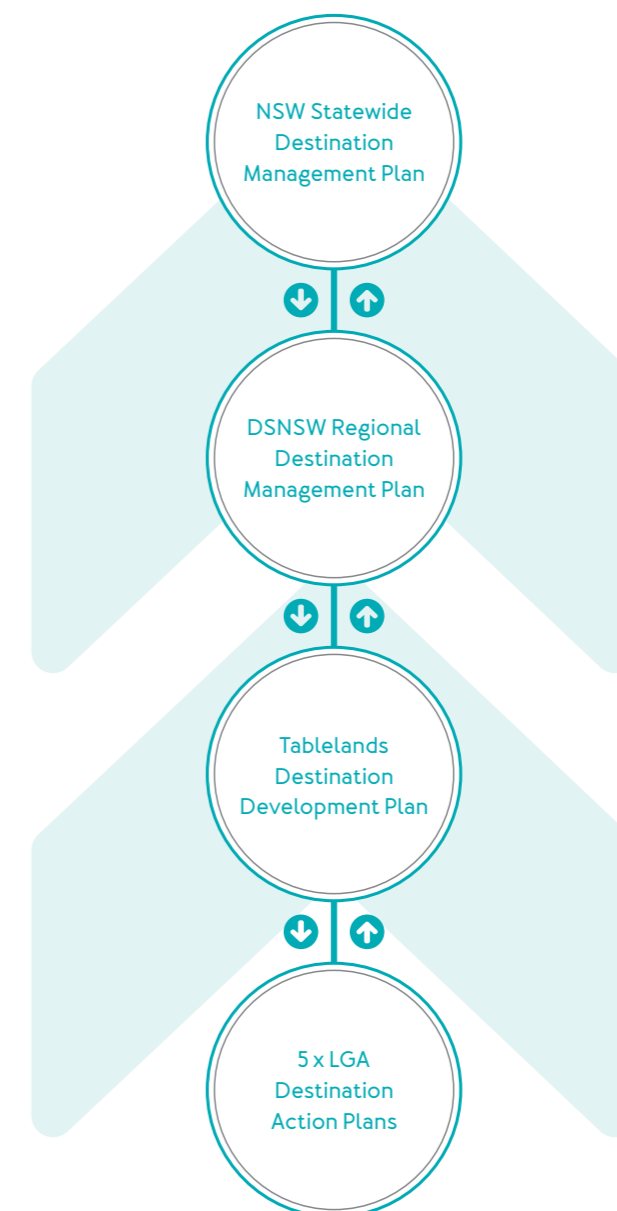 NSW Statewide
Destination
Management Plan
DSNSW Regional
Destination
Management Plan
Tablelands
Destination
Development Plan
5 x LGA
Destination
Action Plans